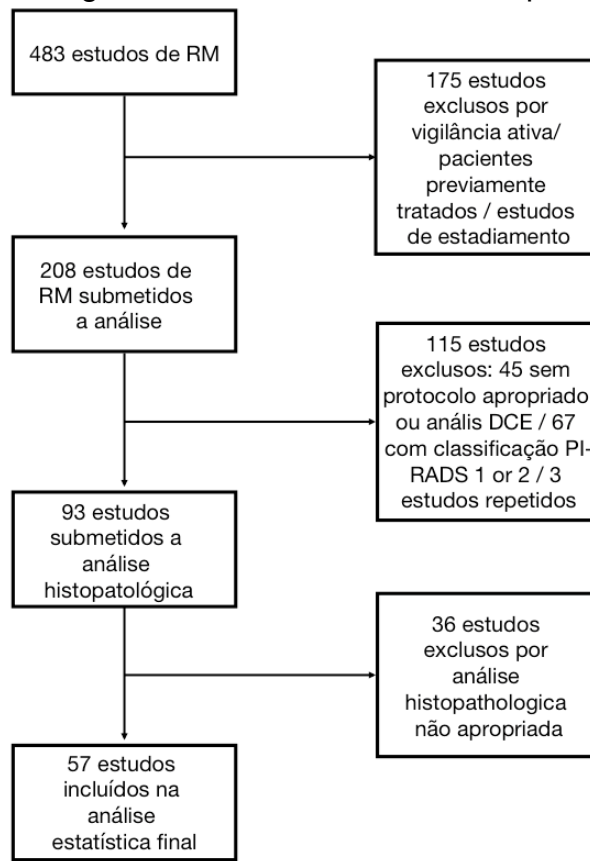 483 estudos de RM
175 estudos
exclusos por
vigilância ativa/
pacientes
previamente
tratados / estudos
de estadiamento
208 estudos de
RM submetidos
a análise
115 estudos
exclusos: 45 sem
protocolo apropriado
ou anális DCE / 67
com classificação PI-
RADS 1 or 2 / 3
estudos repetidos
93 estudos
submetidos a
análise
histopatológica
36 estudos
exclusos por
análise
histopathologica
não apropriada
57 estudos
incluídos na
análise
estatística final